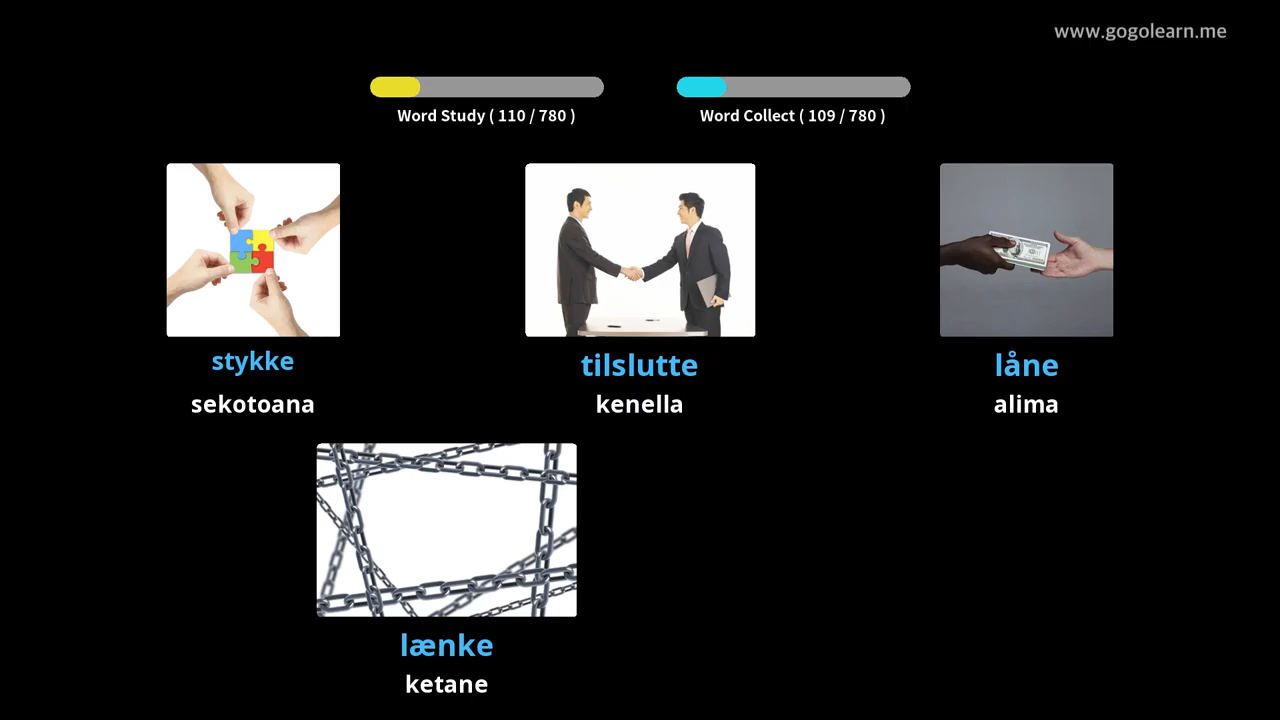 www.gogolearn.me
Word Study ( 110 / 780 )
Word Collect ( 109 / 780 )
stykke
sekotoana
tilslutte
kenella
låne
alima
lænke
ketane